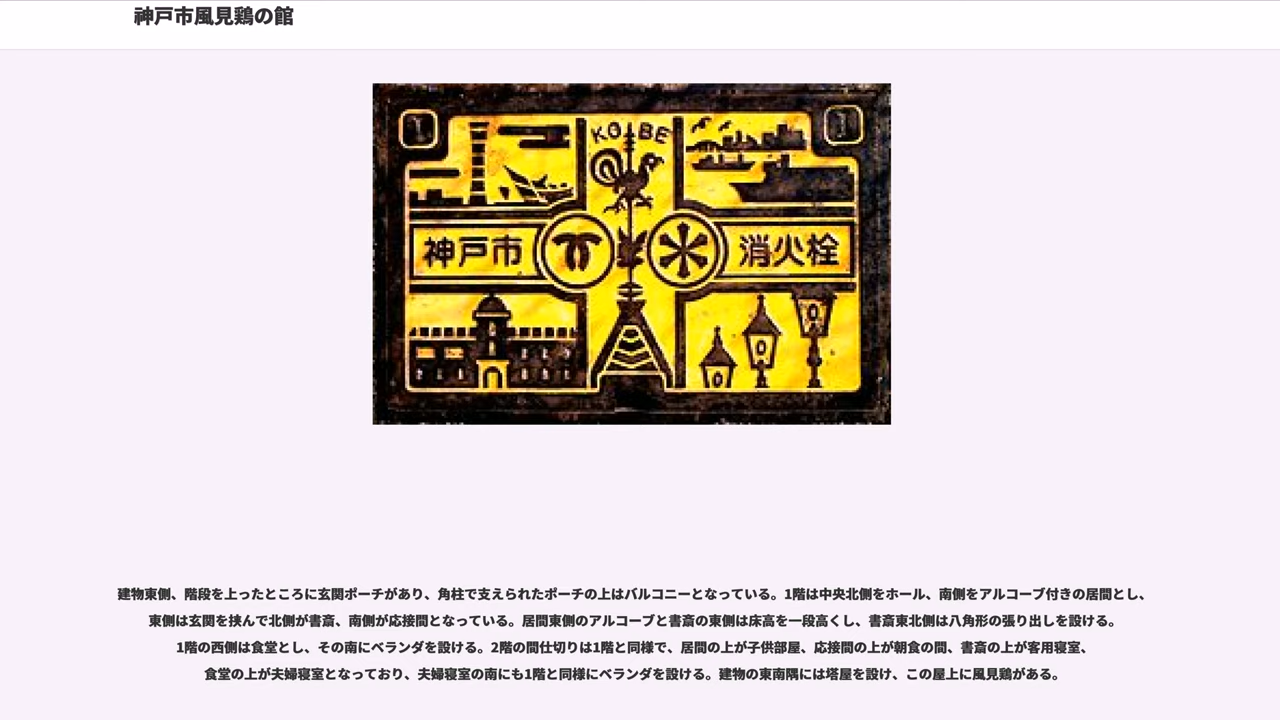 神戸市風見鶏の館
1
1
KOBE
神戸市
消火栓
建物東側、階段を上ったところに玄関ポーチがあり、角柱で支えられたポーチの上はバルコニーとなっている。1階は中央北側をホール、南側をアルコーブ付きの居間とし、
東側は玄関を挟んで北側が書斎、南側が応接間となっている。居間東側のアルコーブと書斎の東側は床高を一段高くし、書斎東北側は八角形の張り出しを設ける。
1階の西側は食堂とし、その南にベランダを設ける。2階の間仕切りは1階と同様で、居間の上が子供部屋、応接間の上が朝食の間、書斎の上が客用寝室、
食堂の上が夫婦寝室となっており、夫婦寝室の南にも1階と同様にベランダを設ける。建物の東南隅には塔屋を設け、この屋上に風見鶏がある。